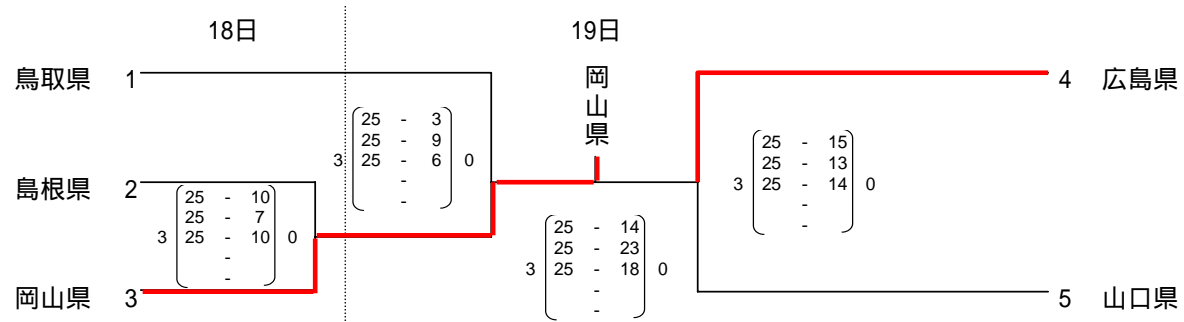 18日 19日
鳥取県 1
岡山県
4 広島県
25 - 3
25 - 9
3 25 - 6 0
-
-
25 - 15
25 - 13
3 25 - 14 0
-
-
島根県 2
25 - 10
25 - 7
3 25 - 10 0
-
-
25 - 14
25 - 23
3 25 - 18 0
-
-
岡山県 3
5 山口県